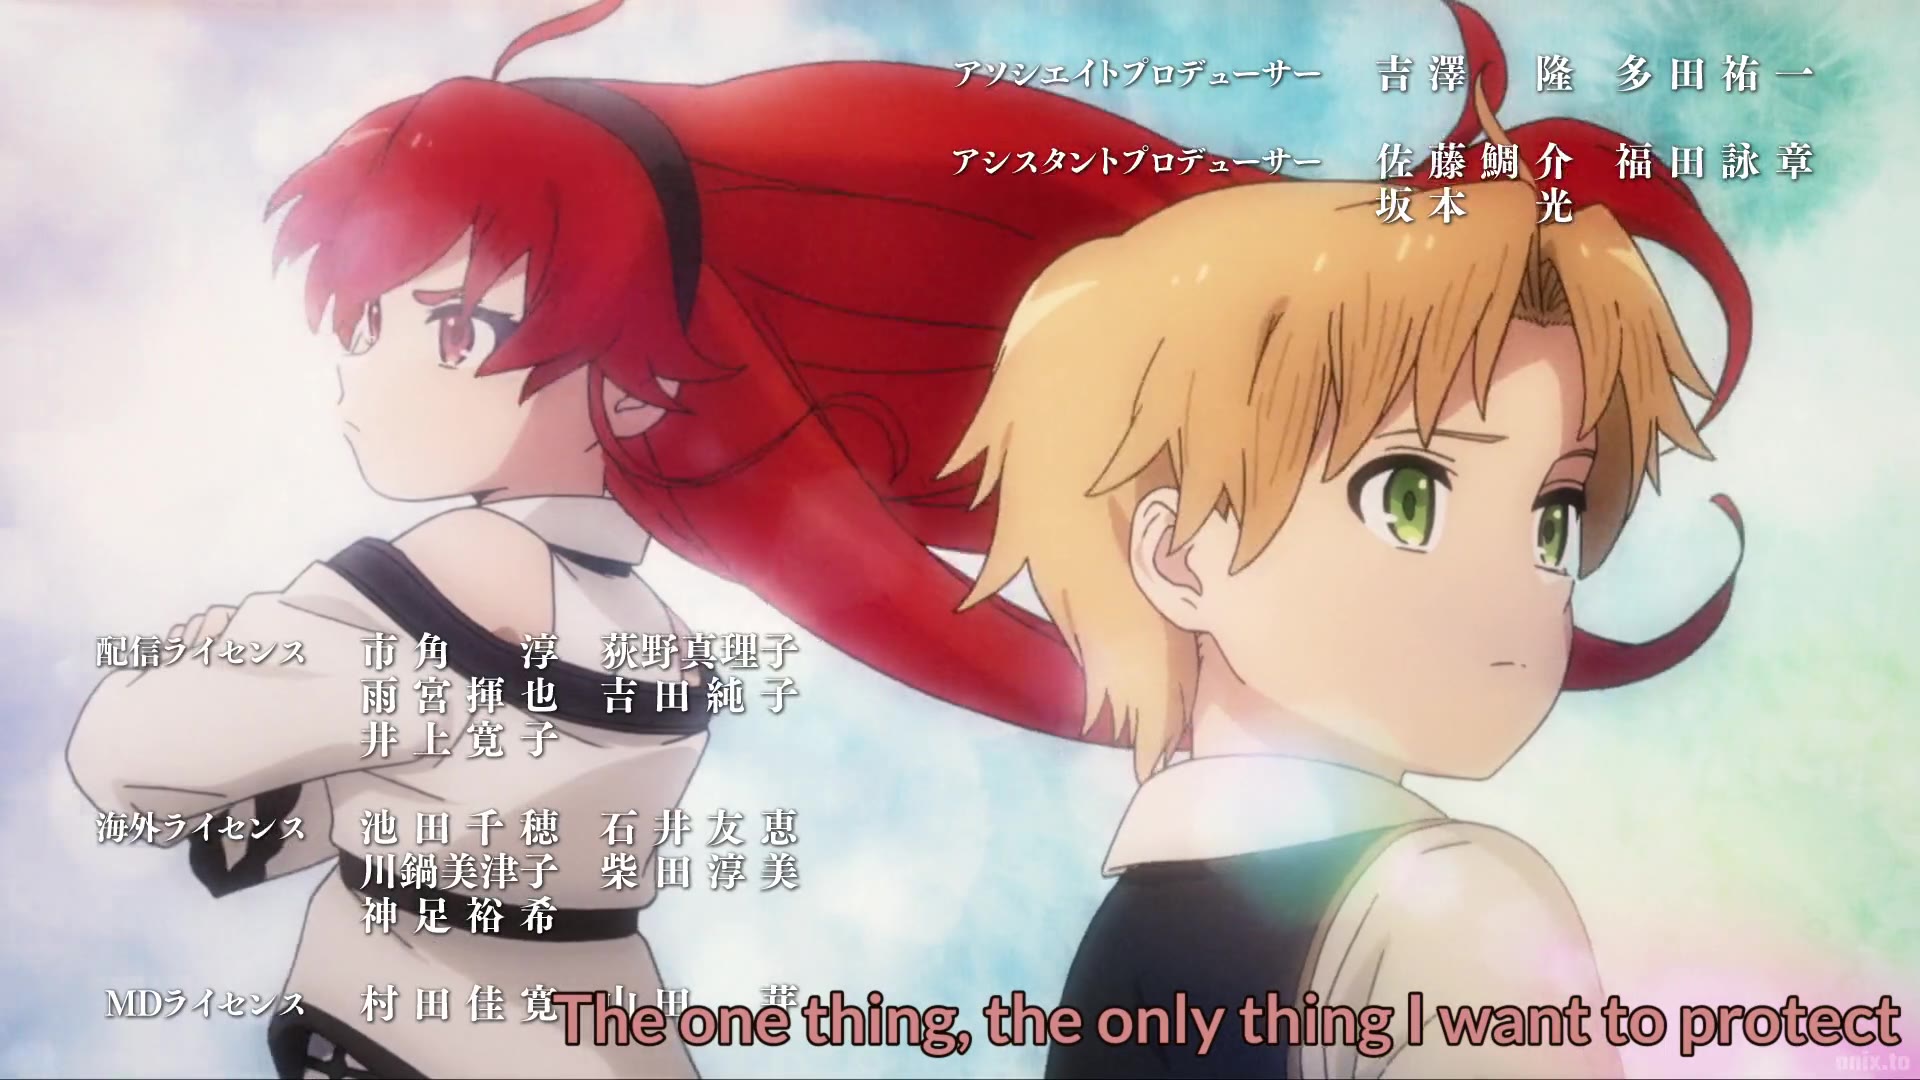 アソシエイトプロデューサー 吉澤 隆 多田祐一
アシスタントプロデューサー 佐藤鯛介 福田詠章
坂本 光
配信ライセンス 市角 淳 荻野真理子
雨宮揮也 吉田純子
井上寛子
海外ライセンス 池田千穂 石井友恵
川鍋美津子 柴田淳美
神足裕希
MDライセンス 村田佳寛 山田
The one thing, the only thing I want to protect